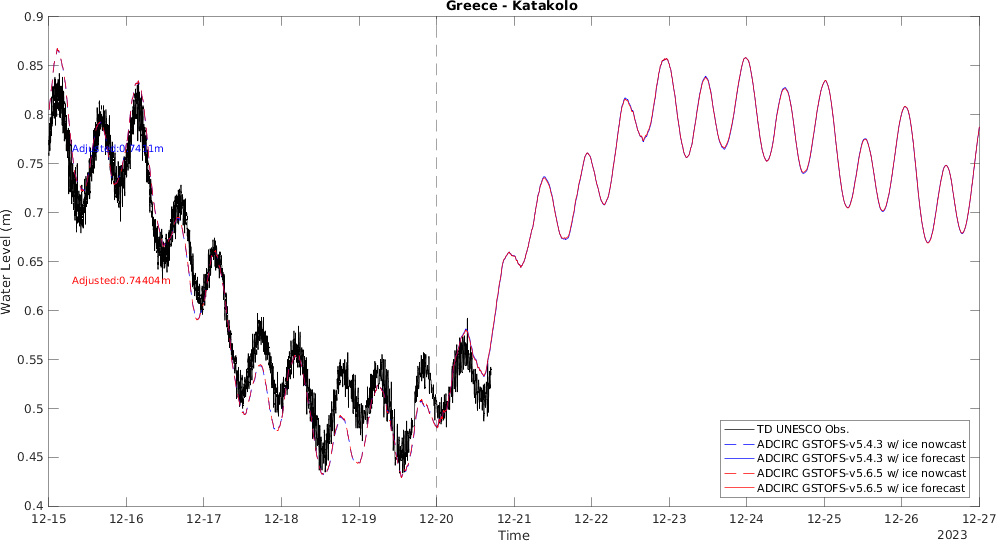 Greece - Katakolo
Water Level (m)
0.9
0.85
0.8
0.75
0.7
0.65
0.6
0.55
0.5
0.45
0.4
Adjusted:0.74404m
TD UNESCO Obs.
ADCIRC GSTOFS-v5.4.3 w/ ice nowcast
ADCIRC GSTOFS-v5.4.3 w/ ice forecast
ADCIRC GSTOFS-v5.6.5 w/ ice nowcast
ADCIRC GSTOFS-v5.6.5 w/ ice forecast
12-15 12-16 12-17 12-18 12-19 12-20 12-21 12-22 12-23 12-24 12-25 12-26 12-27
Time
2023